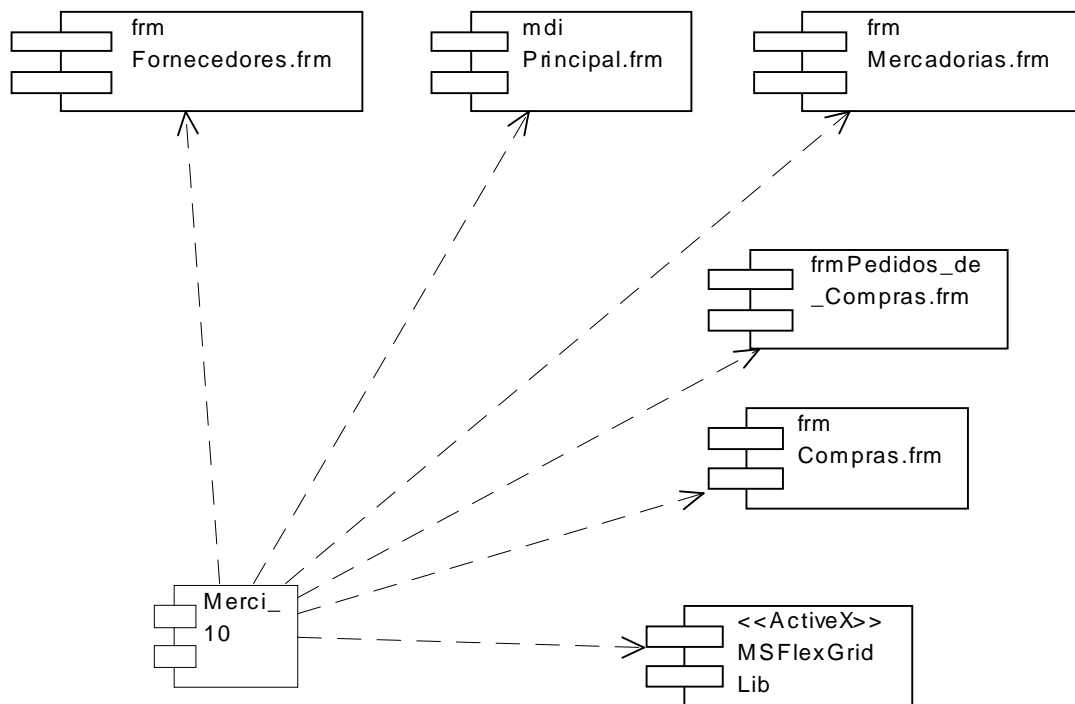 frm
Fornecedores.frm
mdi
Principal.frm
frm
Mercadorias.frm
frmPedidos_de
_Compras.frm
frm
Compras.frm
Merci_
10
<<ActiveX>>
MSFlexGrid
Lib